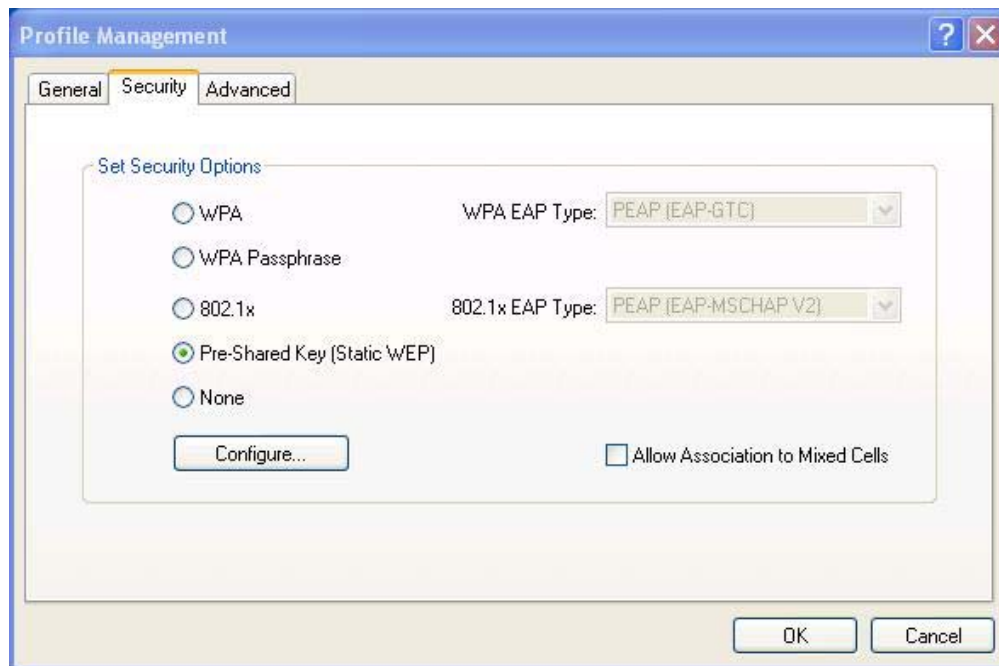 Profile Management
General Security Advanced
Set Security Options
WPA WPA EAP Type: PEAP (EAP-GTC)
WPA Passphrase
802.1x 802.1x EAP Type: PEAP (EAP-MSCHAP V2)
Pre-Shared Key (Static WEP)
None
Configure... Allow Association to Mixed Cells
OK Cancel